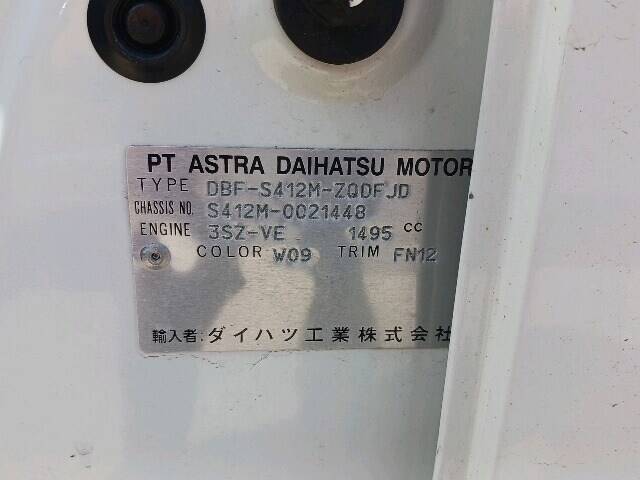 PT ASTRA DAIHATSU MOTOR
TYPE DBF-S412M-ZQDFJD
CHASSIS NO. S412M-0021448
ENGINE 3SZ-VE 1495 CC
COLOR W09 TRIM FN12
輸入者:ダイハツ工業株式会